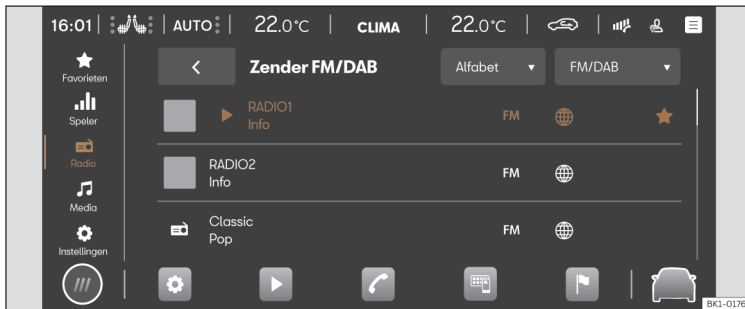 16:01 AUTO 22.0°C CLIMA 22.0°C
Favorieten
Zender FM/DAB Alfabet FM/DAB
Speler
RADIO1 FM
Info
Radio
RADIO2 FM
Info
Media
Classic FM
Pop
Instellingen
BK1-0176